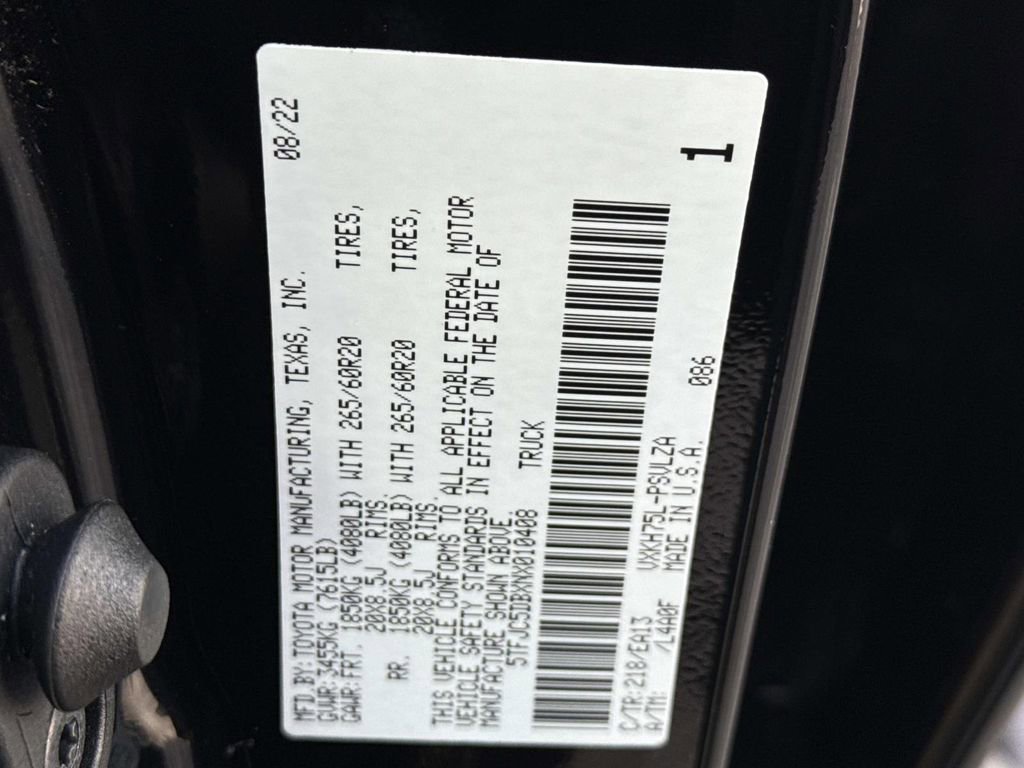 MFD.BY:TOYOTA MOTOR MANUFACTURING, TEXAS, INC. 08/22
GVWR:3455KG (7615LB)
GAWR:FRT. 1850KG (4080LB) WITH 265/60R20 TIRES,
20X8.5J RIMS.
RR. 1850KG (4080LB) WITH 265/60R20 TIRES,
20X8.5J RIMS.
THIS VEHICLE CONFORMS TO ALL APPLICABLE FEDERAL MOTOR
VEHICLE SAFETY STANDARDS IN EFFECT ON THE DATE OF
MANUFACTURE SHOWN ABOVE.
5TFJC5DBXNX010408 TRUCK
C/TR:218/EA13 VXKH75L-PSVLZA 086
A/TM: /L4A0F MADE IN U.S.A.
1